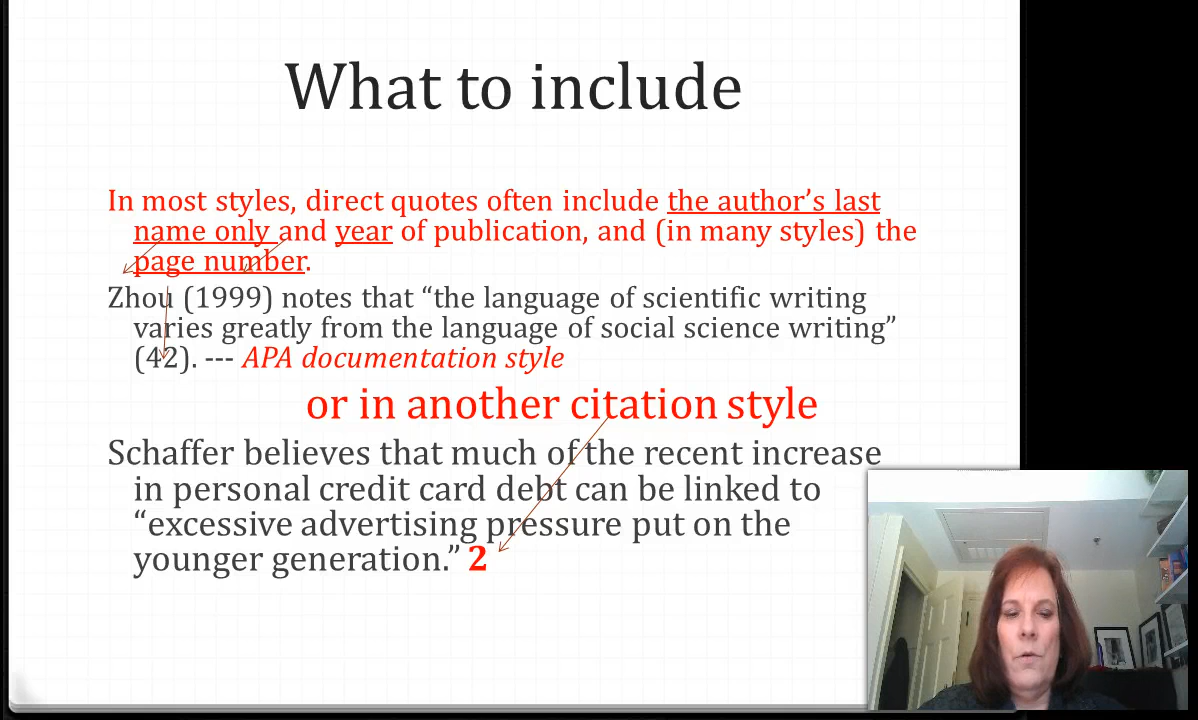 What to include
In most styles, direct quotes often include the author’s last
name only and year of publication, and (in many styles) the
page number.
Zhou (1999) notes that “the language of scientific writing
varies greatly from the language of social science writing”
(42). --- APA documentation style
or in another citation style
Schaffer believes that much of the recent increase
in personal credit card debt can be linked to
“excessive advertising pressure put on the
younger generation.” 2